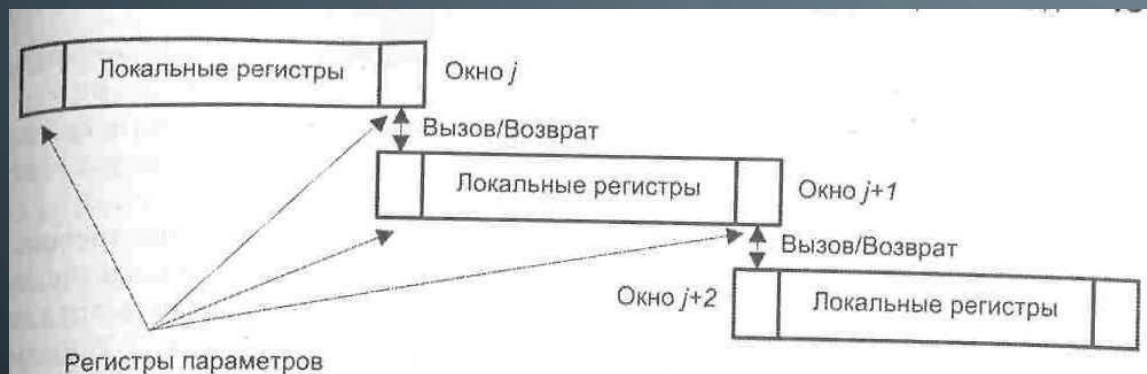 Локальные регистры
Окно j
Вызов/Возврат
Локальные регистры
Окно j+1
Вызов/Возврат
Окно j+2
Локальные регистры
Регистры параметров